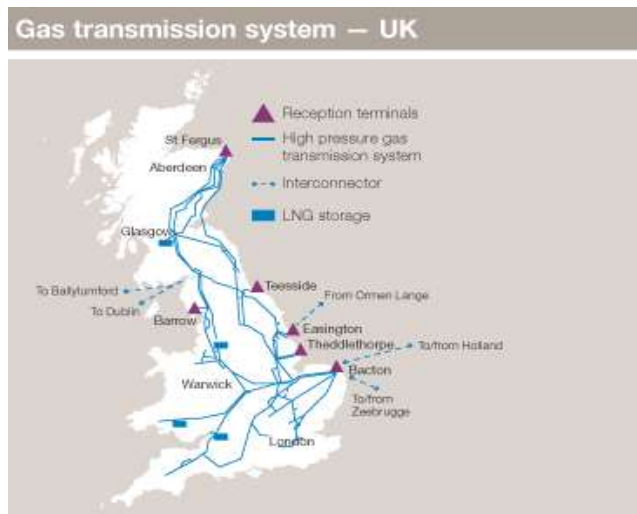 Gas transmission system — UK
Reception terminals
High pressure gas
transmission system
Interconnector
LNG storage
St Fergus
Aberdeen
Glasgow
To Ballylumford
To Dublin
Barrow
Teesside
From Ormen Lange
Easington
Theddlethorpe
To/from Holland
Bacton
Warwick
To/from
Zeebrugge
London